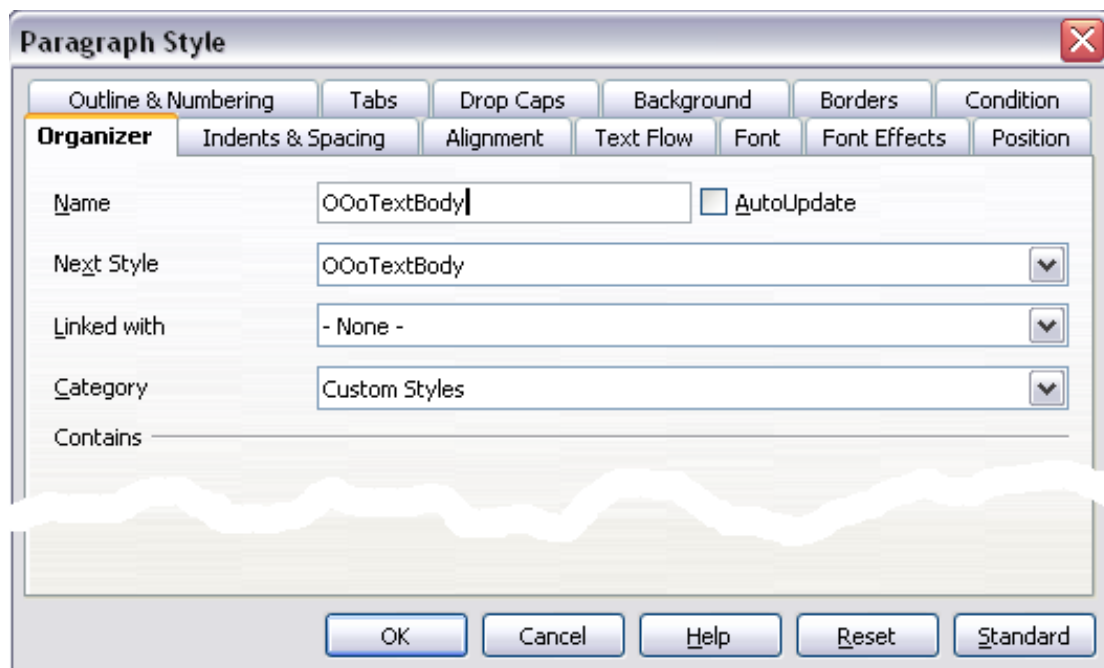 Paragraph Style
Outline & Numbering Tabs Drop Caps Background Borders Condition
Organizer Indents & Spacing Alignment Text Flow Font Font Effects Position
Name OOoTextBody AutoUpdate
Next Style OOoTextBody
Linked with - None -
Category Custom Styles
Contains
OK Cancel Help Reset Standard